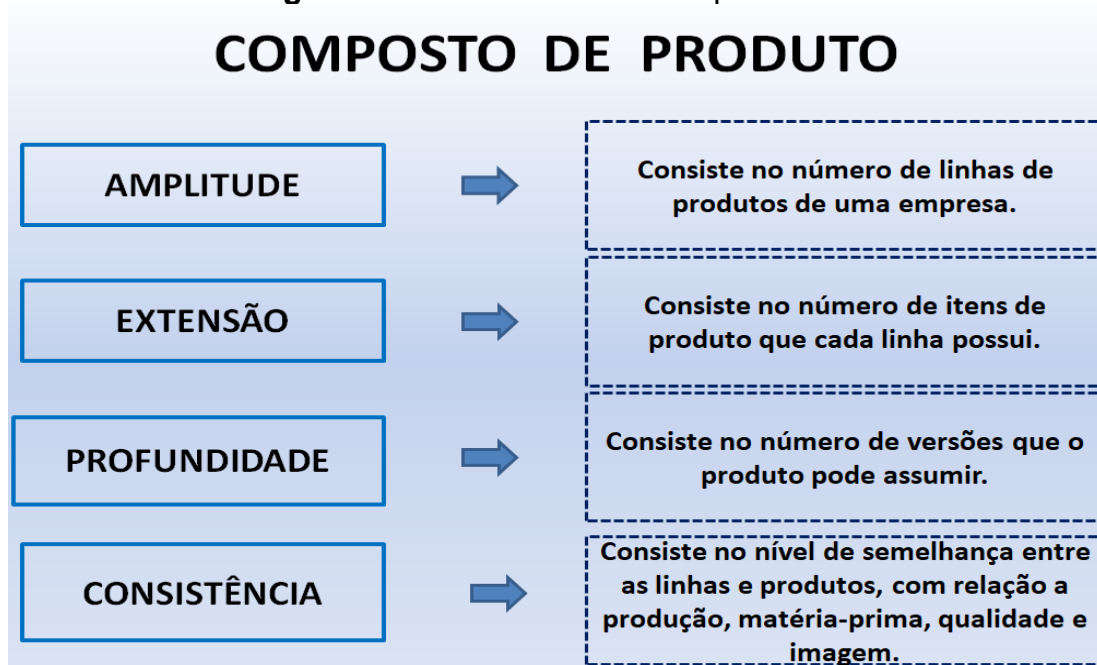 COMPOSTO DE PRODUTO
AMPLITUDE
Consiste no número de linhas de
produtos de uma empresa.
EXTENSÃO
Consiste no número de itens de
produto que cada linha possui.
PROFUNDIDADE
Consiste no número de versões que o
produto pode assumir.
CONSISTÊNCIA
Consiste no nível de semelhança entre
as linhas e produtos, com relação a
produção, matéria-prima, qualidade e
imagem.